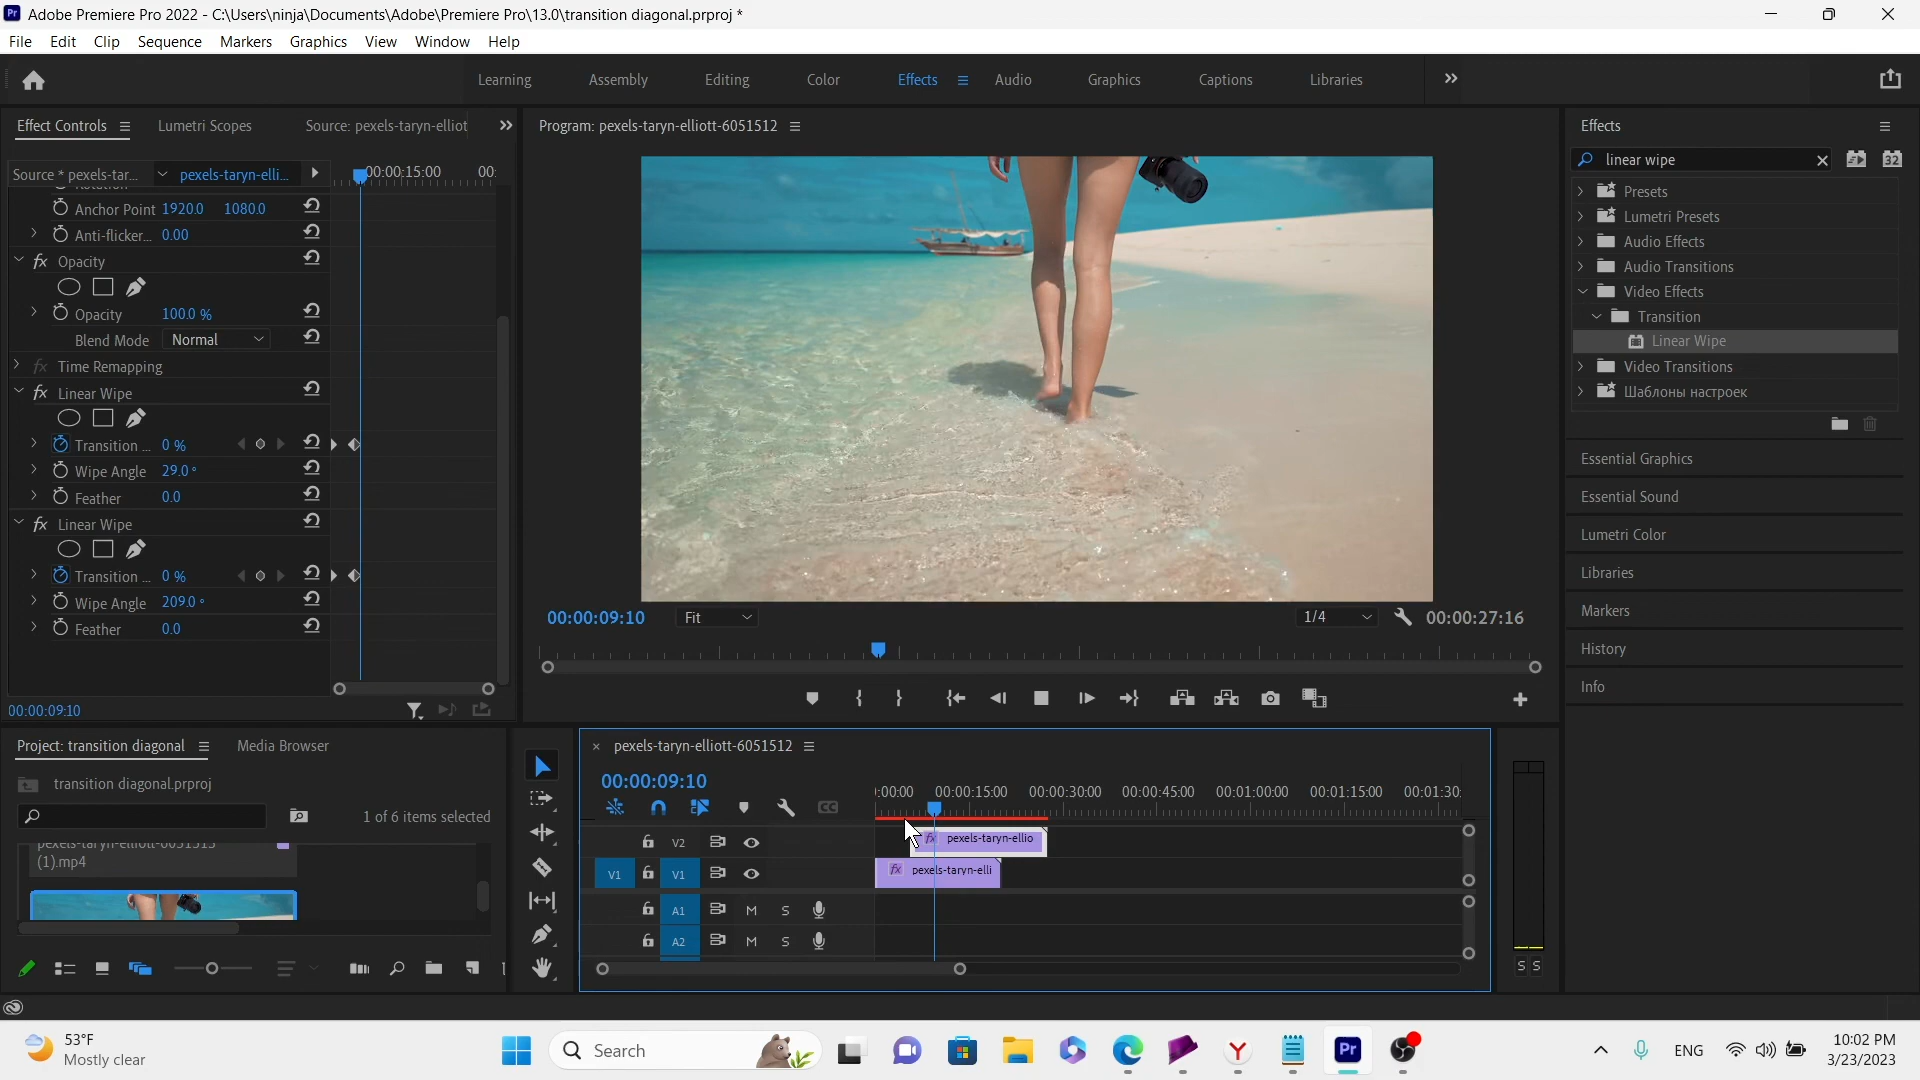 Adobe Premiere Pro 2022 - C:\Users\ninja\Documents\Adobe\Premiere Pro\13.0\transition diagonal.prproj *
File Edit Clip Sequence Markers Graphics View Window Help
Learning Assembly Editing Color Effects Audio Graphics Captions Libraries
Effect Controls Lumetri Scopes Source: pexels-taryn-elliot
Program: pexels-taryn-elliott-6051512
Effects
Source * pexels-tar... pexels-taryn-elli... 00:00:15:00 00:
linear wipe
32
Presets
Lumetri Presets
Audio Effects
Audio Transitions
Video Effects
Transition
Linear Wipe
Video Transitions
Шаблоны настроек
Essential Graphics
Essential Sound
Lumetri Color
Libraries
Markers
History
Info
Anchor Point 1920.0 1080.0
Anti-flicker... 0.00
fx Opacity
Opacity 100.0 %
Blend Mode Normal
fx Time Remapping
fx Linear Wipe
Transition ... 0 %
Wipe Angle 29.0 °
Feather 0.0
fx Linear Wipe
Transition ... 0 %
Wipe Angle 209.0 °
Feather 0.0
00:00:09:10
00:00:09:10 Fit 1/4 00:00:27:16
Project: transition diagonal Media Browser
transition diagonal.prproj
1 of 6 items selected
(1).mp4
pexels-taryn-elliott-6051512
00:00:09:10
:00:00 00:00:15:00 00:00:30:00 00:00:45:00 00:01:00:00 00:01:15:00 00:01:30:
V2 fx pexels-taryn-ellio
V1 V1 fx pexels-taryn-elli
A1 M S
A2 M S
S S
53°F
Mostly clear
Search
Pr
ENG
10:02 PM
3/23/2023